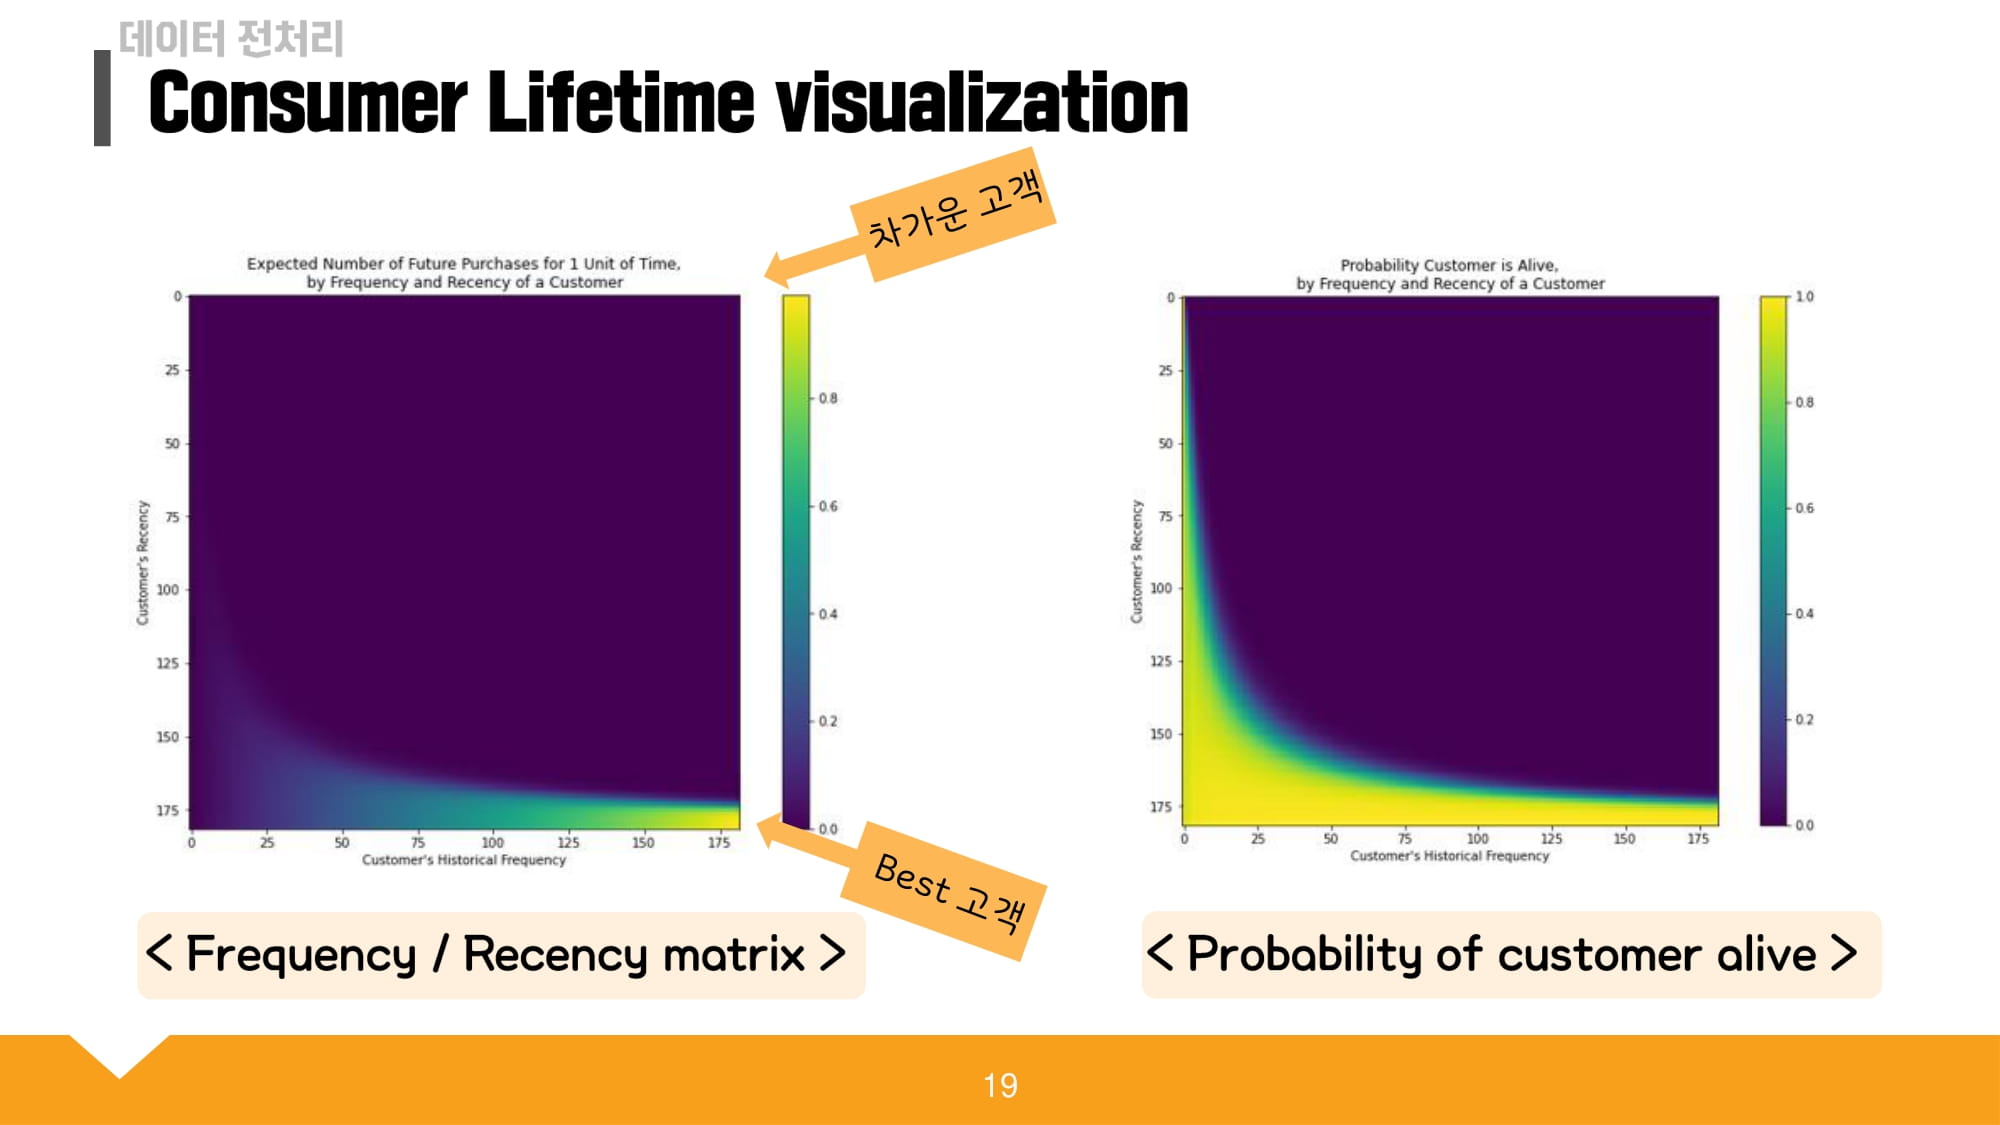 데이터 전처리
Consumer Lifetime visualization
차가운 고객
Expected Number of Future Purchases for 1 Unit of Time,
by Frequency and Recency of a Customer
0
25
50
75
100
125
150
175
Customer's Recency
0 25 50 75 100 125 150 175
Customer's Historical Frequency
0.8
0.6
0.4
0.2
0.0
Best 고객
< Frequency / Recency matrix >
Probability Customer is Alive,
by Frequency and Recency of a Customer
0
25
50
75
100
125
150
175
Customer's Recency
0 25 50 75 100 125 150 175
Customer's Historical Frequency
1.0
0.8
0.6
0.4
0.2
0.0
< Probability of customer alive >
19